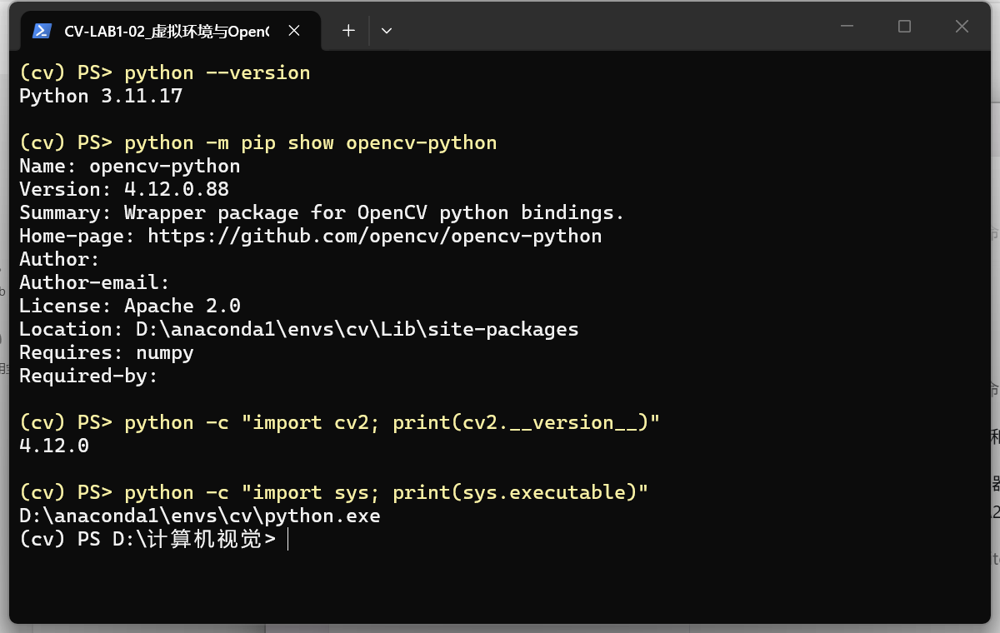 CV-LAB1-02_虚拟环境与Open
(cv) PS> python --version
Python 3.11.17
(cv) PS> python -m pip show opencv-python
Name: opencv-python
Version: 4.12.0.88
Summary: Wrapper package for OpenCV python bindings.
Home-page: https://github.com/opencv/opencv-python
Author:
Author-email:
License: Apache 2.0
Location: D:\anaconda1\envs\cv\Lib\site-packages
Requires: numpy
Required-by:
(cv) PS> python -c "import cv2; print(cv2.__version__)"
4.12.0
(cv) PS> python -c "import sys; print(sys.executable)"
D:\anaconda1\envs\cv\python.exe
(cv) PS D:\计算机视觉>